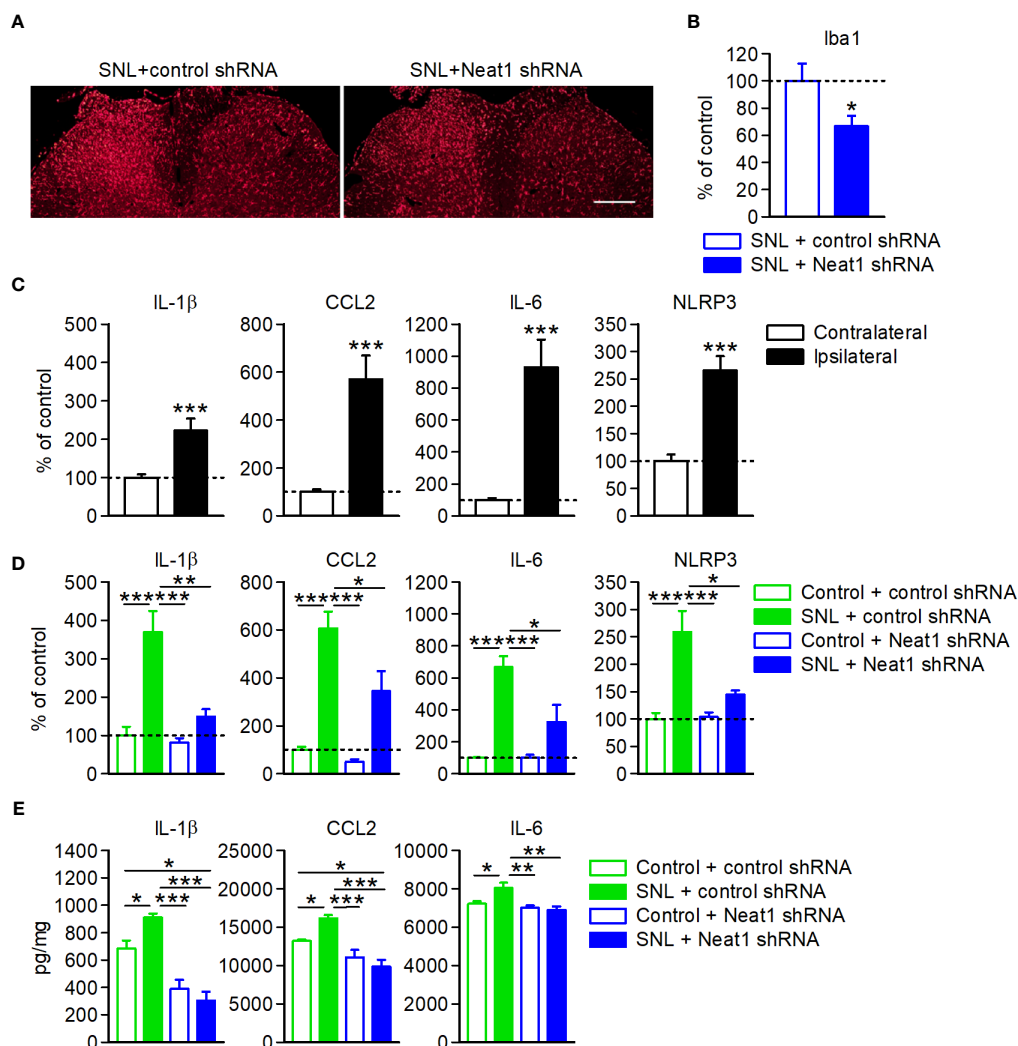 A
SNL+control shRNA
SNL+Neat1 shRNA
B
Iba1
% of control
120
100
80
60
40
20
0
*
SNL + control shRNA
SNL + Neat1 shRNA
C
IL-1β
% of control
500
400
300
200
100
0
***
CCL2
800
600
400
200
0
***
IL-6
1200
1000
800
600
400
200
0
***
NLRP3
350
300
250
200
150
100
50
0
***
Contralateral
Ipsilateral
D
IL-1β
% of control
500
400
300
200
100
0
**
*** ***
CCL2
800
600
400
200
0
*
*** ***
IL-6
1200
1000
800
600
400
200
0
*
*** ***
NLRP3
350
300
250
200
150
100
50
0
*
*** ***
Control + control shRNA
SNL + control shRNA
Control + Neat1 shRNA
SNL + Neat1 shRNA
E
IL-1β
pg/mg
1400
1200
1000
800
600
400
200
0
*
***
* ***
CCL2
25000
20000
15000
10000
5000
0
*
***
* ***
IL-6
10000
8000
6000
4000
2000
0
**
* **
Control + control shRNA
SNL + control shRNA
Control + Neat1 shRNA
SNL + Neat1 shRNA